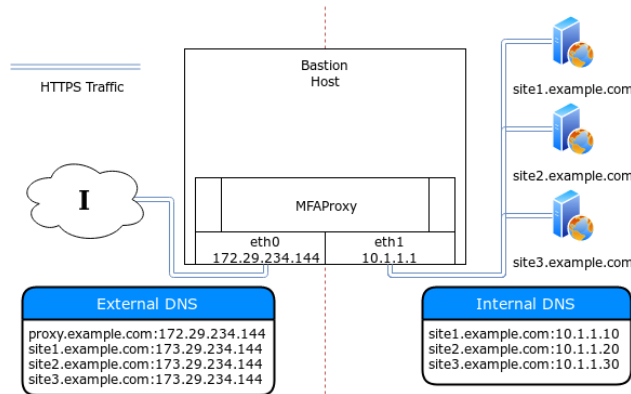 Bastion
Host
HTTPS Traffic
site1.example.com
site2.example.com
site3.example.com
I
MFAProxy
eth0
172.29.234.144
eth1
10.1.1.1
External DNS
proxy.example.com:172.29.234.144
site1.example.com:173.29.234.144
site2.example.com:173.29.234.144
site3.example.com:173.29.234.144
Internal DNS
site1.example.com:10.1.1.10
site2.example.com:10.1.1.20
site3.example.com:10.1.1.30